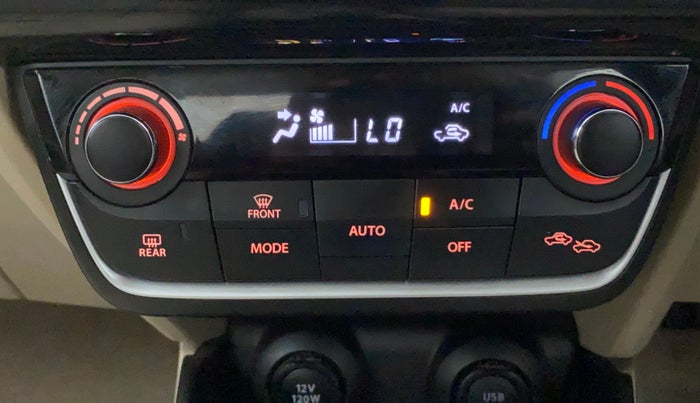 A/C
LO
FRONT
A/C
AUTO
REAR
MODE
OFF
12V
120W
USB